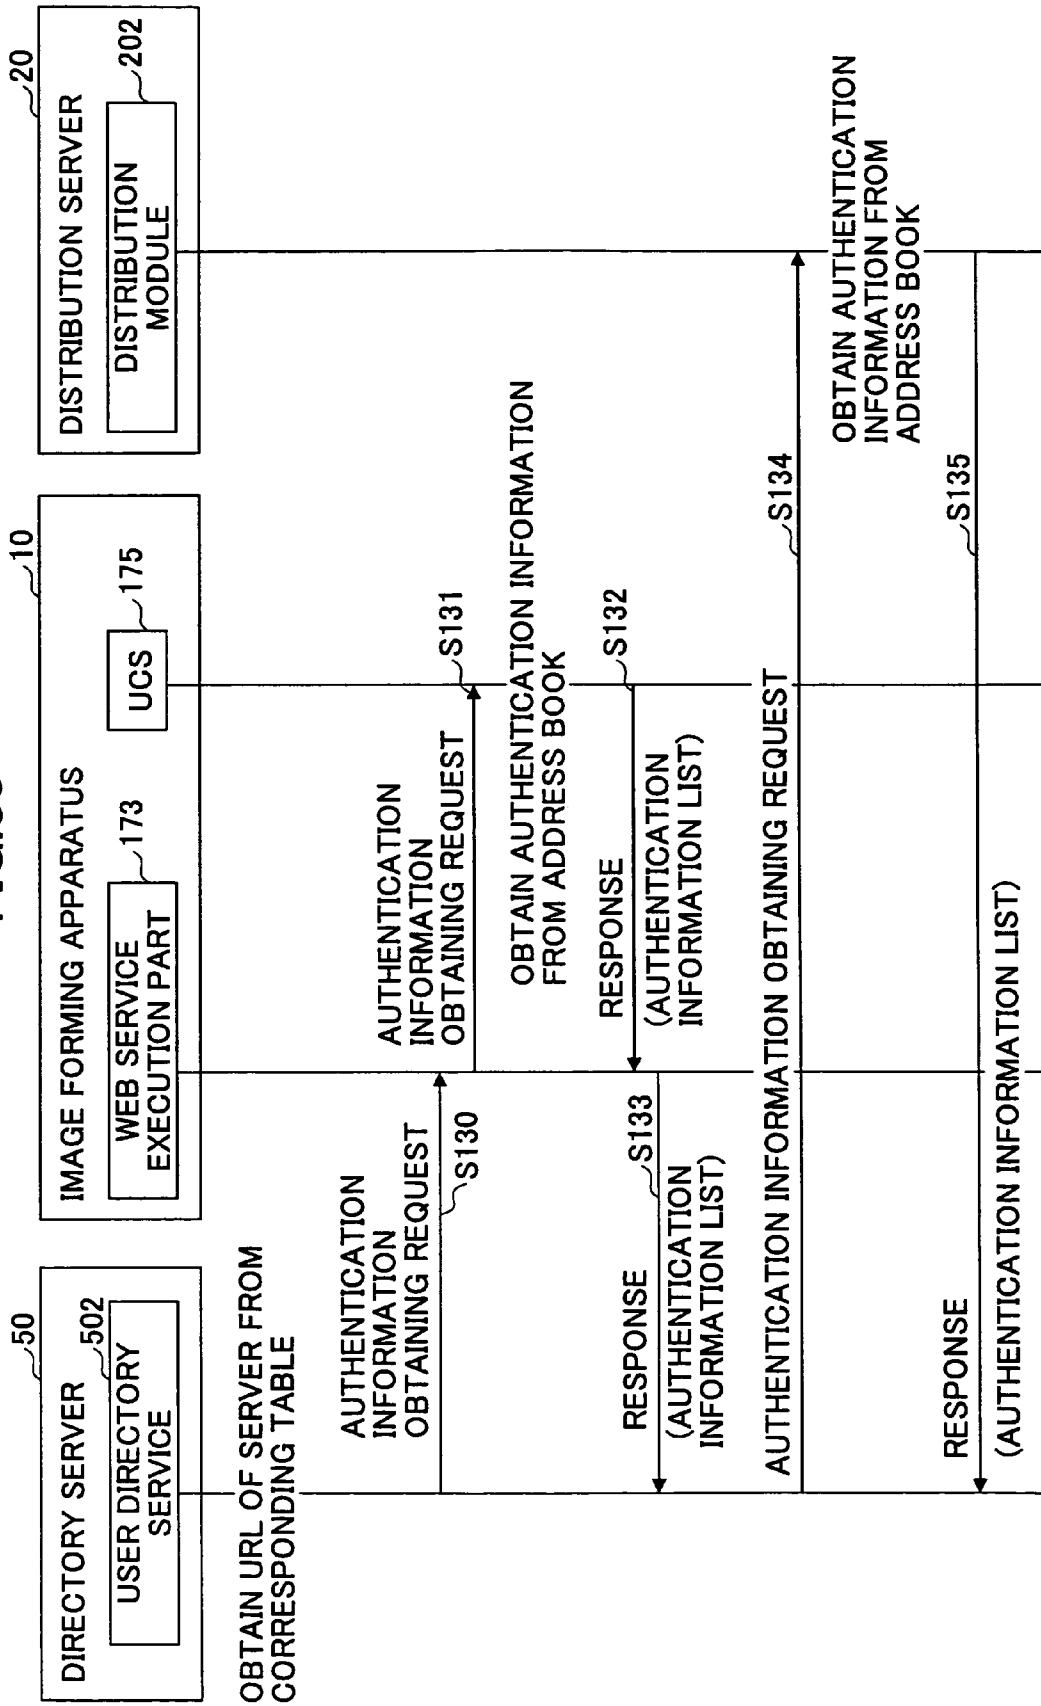 DIRECTORY SERVER
50
USER DIRECTORY
SERVICE
502
IMAGE FORMING APPARATUS
10
WEB SERVICE
EXECUTION PART
173
UCS
175
DISTRIBUTION SERVER
20
DISTRIBUTION
MODULE
202
OBTAIN URL OF SERVER FROM
CORRESPONDING TABLE
AUTHENTICATION
INFORMATION
OBTAINING REQUEST
S130
AUTHENTICATION
INFORMATION
OBTAINING REQUEST
S131
OBTAIN AUTHENTICATION INFORMATION
FROM ADDRESS BOOK
RESPONSE
(AUTHENTICATION
INFORMATION LIST)
S132
RESPONSE
(AUTHENTICATION
INFORMATION LIST)
S133
AUTHENTICATION INFORMATION OBTAINING REQUEST
S134
OBTAIN AUTHENTICATION
INFORMATION FROM
ADDRESS BOOK
RESPONSE
(AUTHENTICATION INFORMATION LIST)
S135